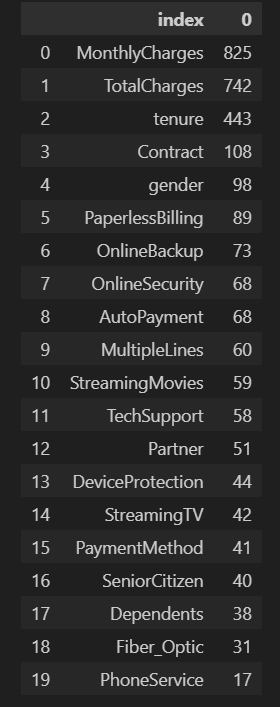 index 0
0 MonthlyCharges 825
1 TotalCharges 742
2 tenure 443
3 Contract 108
4 gender 98
5 PaperlessBilling 89
6 OnlineBackup 73
7 OnlineSecurity 68
8 AutoPayment 68
9 MultipleLines 60
10 StreamingMovies 59
11 TechSupport 58
12 Partner 51
13 DeviceProtection 44
14 StreamingTV 42
15 PaymentMethod 41
16 SeniorCitizen 40
17 Dependents 38
18 Fiber_Optic 31
19 PhoneService 17